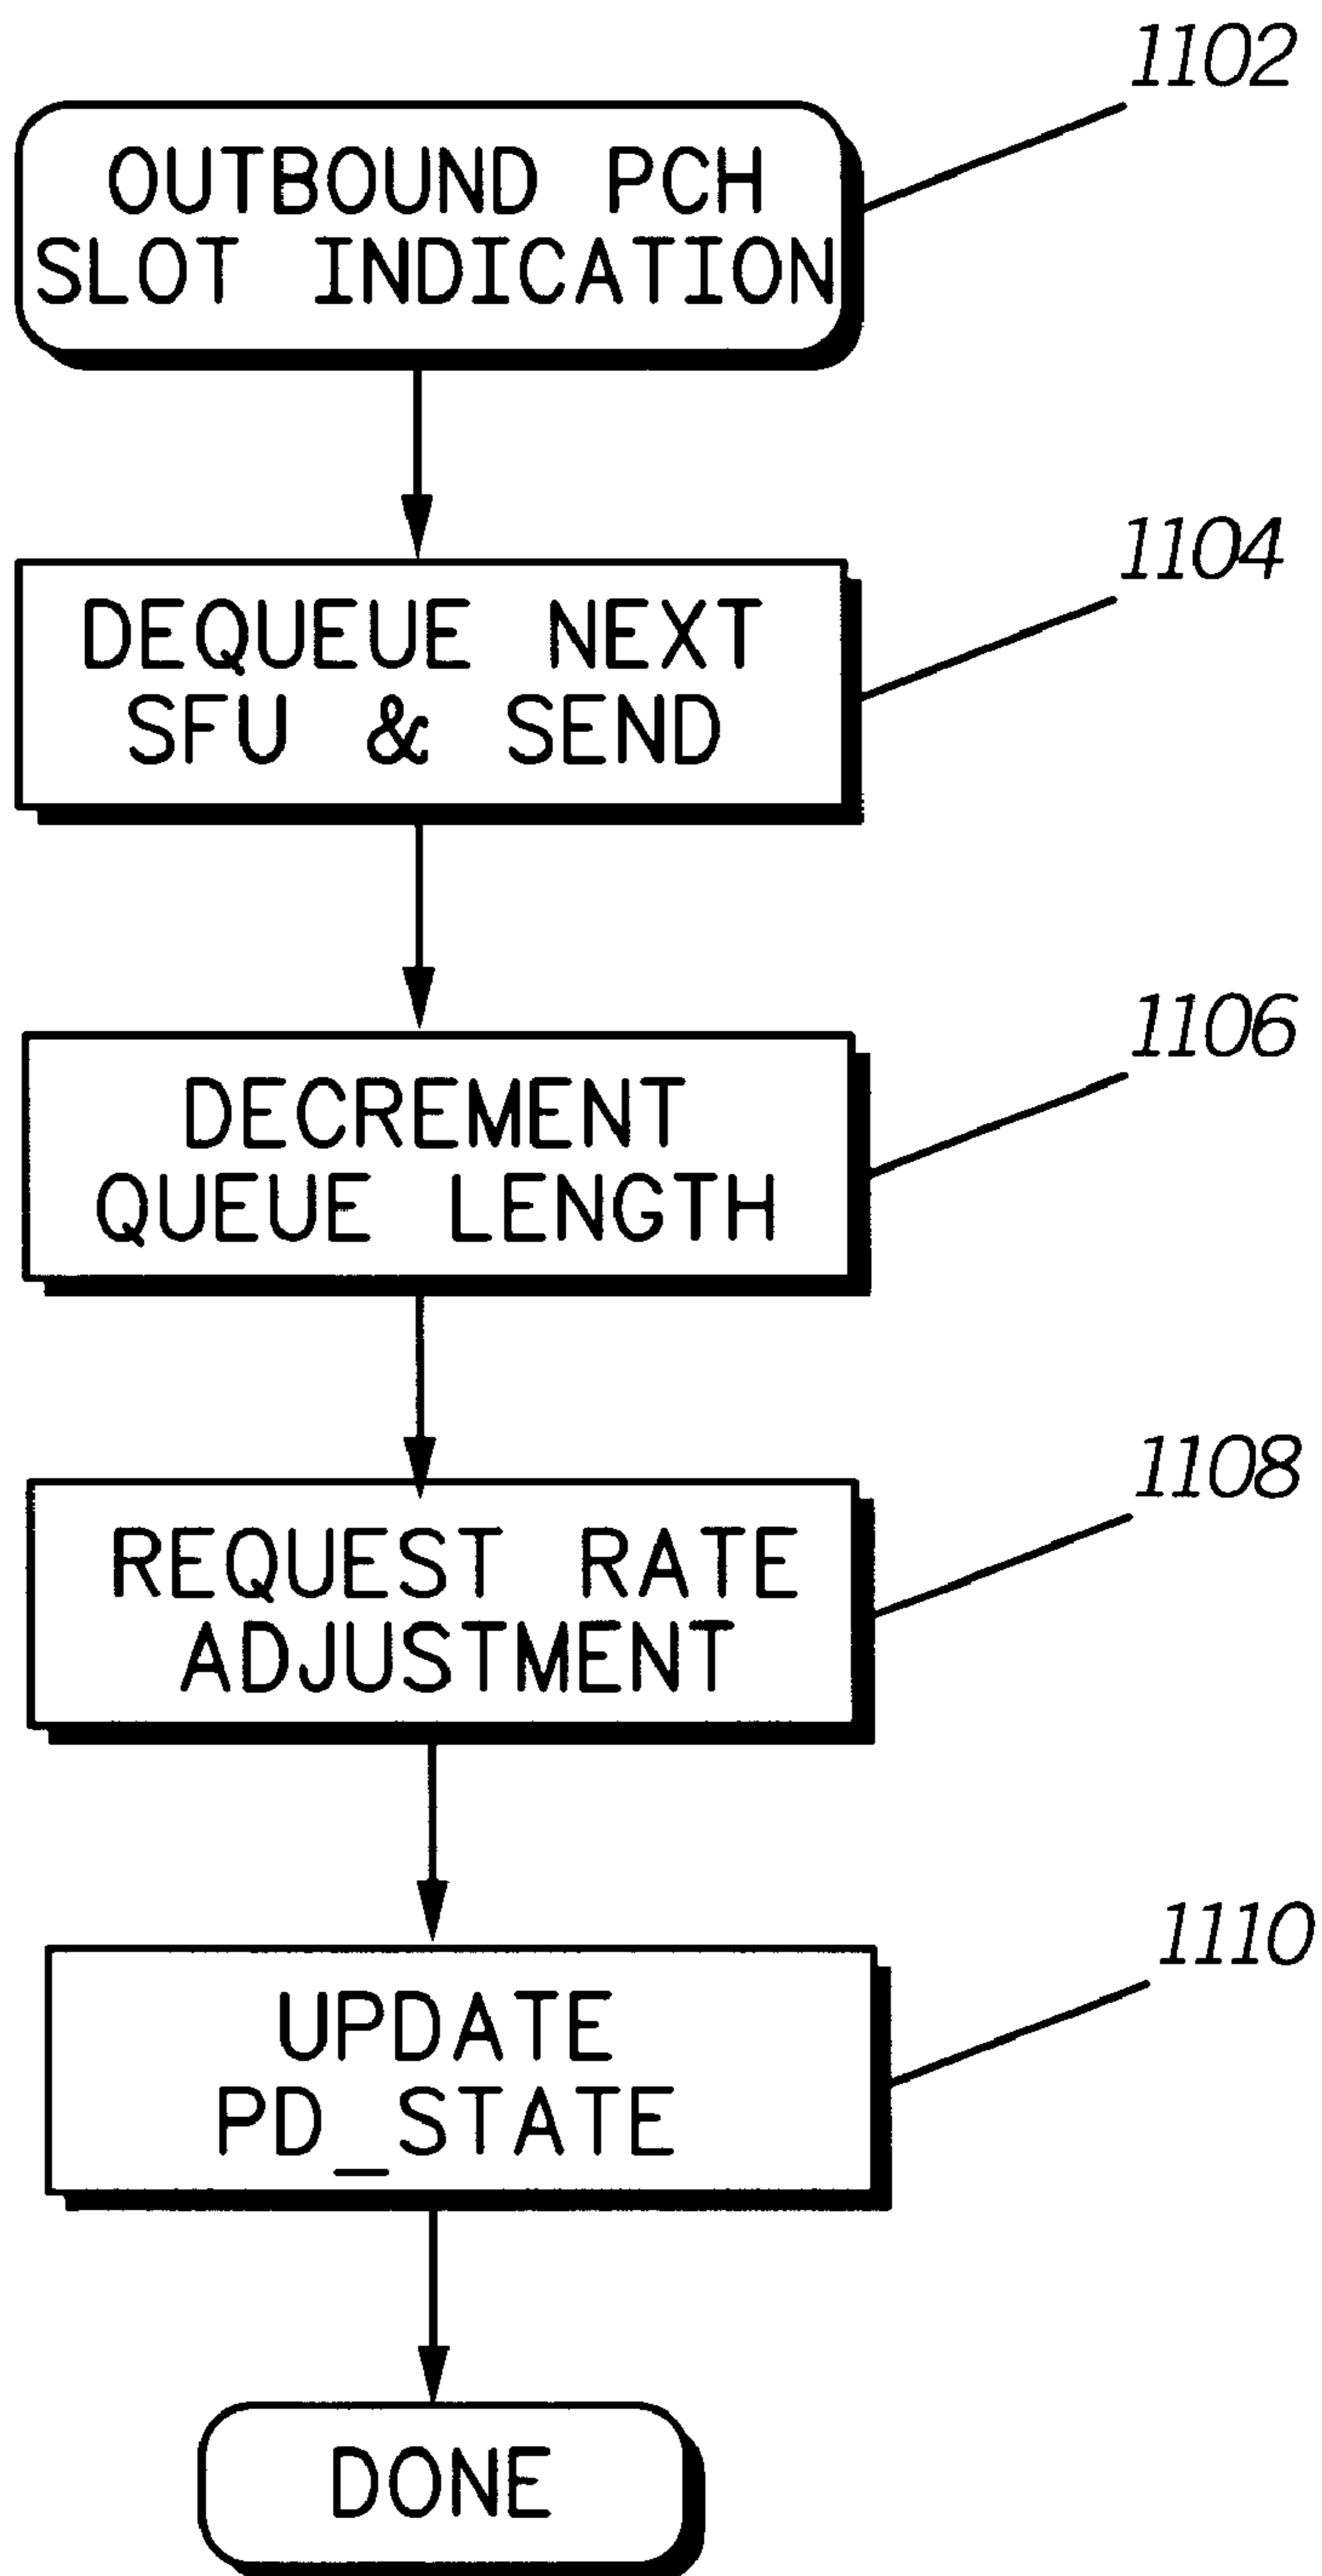 1102
OUTBOUND PCH
SLOT INDICATION
1104
DEQUEUE NEXT
SFU & SEND
1106
DECREMENT
QUEUE LENGTH
1108
REQUEST RATE
ADJUSTMENT
1110
UPDATE
PD_STATE
DONE